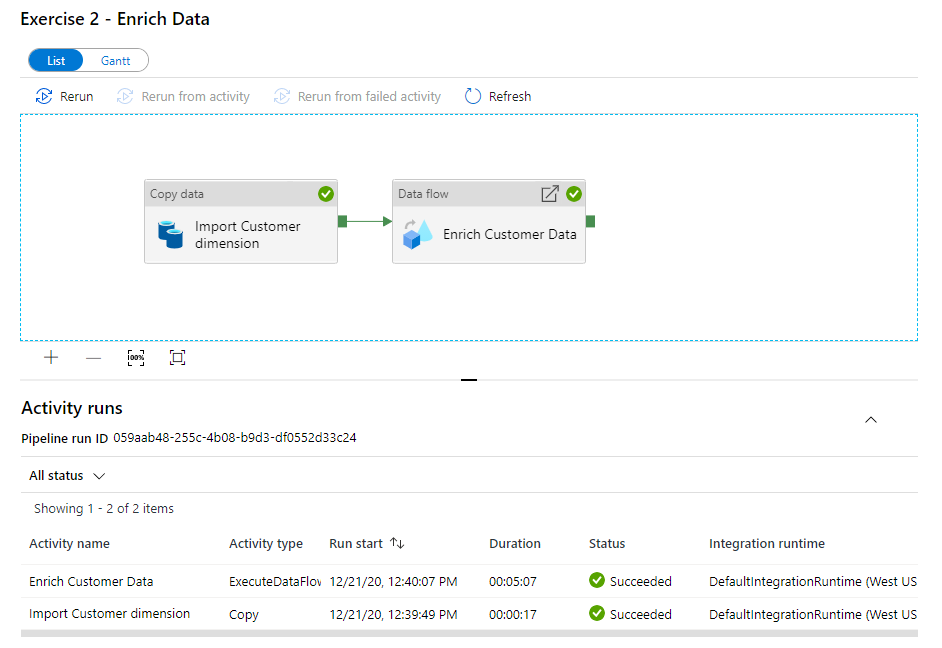 Exercise 2 - Enrich Data
List Gantt
Rerun Rerun from activity Rerun from failed activity Refresh
Copy data
Import Customer
dimension
Data flow
Enrich Customer Data
100%
Activity runs
Pipeline run ID 059aab48-255c-4b08-b9d3-df0552d33c24
All status
Showing 1 - 2 of 2 items
Activity name Activity type Run start Duration Status Integration runtime
Enrich Customer Data ExecuteDataFlow 12/21/20, 12:40:07 PM 00:05:07 Succeeded DefaultIntegrationRuntime (West US
Import Customer dimension Copy 12/21/20, 12:39:49 PM 00:00:17 Succeeded DefaultIntegrationRuntime (West US